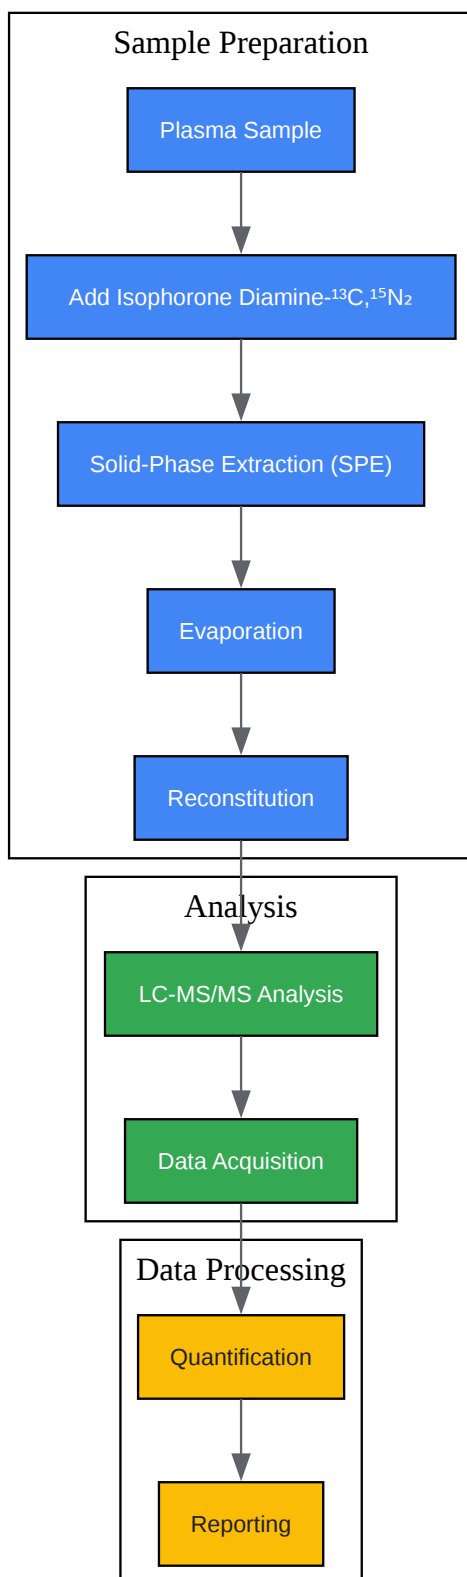 Sample Preparation
Plasma Sample
Add Isophorone Diamine-¹³C,¹⁵N₂
Solid-Phase Extraction (SPE)
Evaporation
Reconstitution
Analysis
LC-MS/MS Analysis
Data Acquisition
Data Processing
Quantification
Reporting